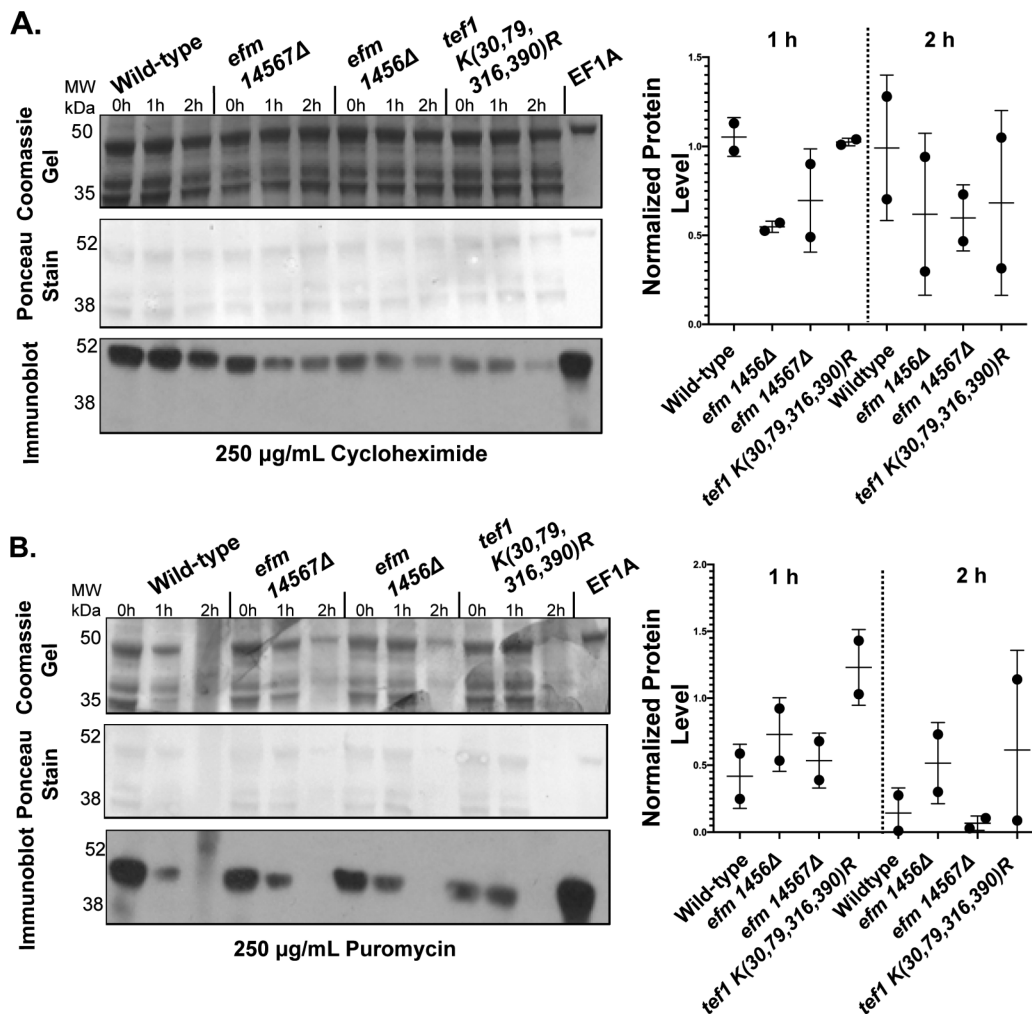 A.
Wild-type
efm
14567Δ
efm
1456Δ
tef1
K(30,79,
316,390)R
EF1A
MW
kDa
0h 1h 2h 0h 1h 2h 0h 1h 2h 0h 1h 2h
50
35
Coomassie
Gel
52
38
Ponceau
Stain
52
38
Immunoblot
250 µg/mL Cycloheximide
1 h 2 h
Normalized Protein
Level
1.5
1.0
0.5
0.0
Wild-type
efm 1456Δ
efm 14567Δ
tef1 K(30,79,316,390)R
Wildtype
efm 1456Δ
efm 14567Δ
tef1 K(30,79,316,390)R
B.
Wild-type
efm
14567Δ
efm
1456Δ
tef1
K(30,79,
316,390)R
EF1A
MW
kDa
0h 1h 2h 0h 1h 2h 0h 1h 2h 0h 1h 2h
50
35
Coomassie
Gel
52
38
Ponceau
Stain
52
38
Immunoblot
250 µg/mL Puromycin
1 h 2 h
Normalized Protein
Level
2.0
1.5
1.0
0.5
0.0
Wild-type
efm 1456Δ
efm 14567Δ
tef1 K(30,79,316,390)R
Wildtype
efm 1456Δ
efm 14567Δ
tef1 K(30,79,316,390)R